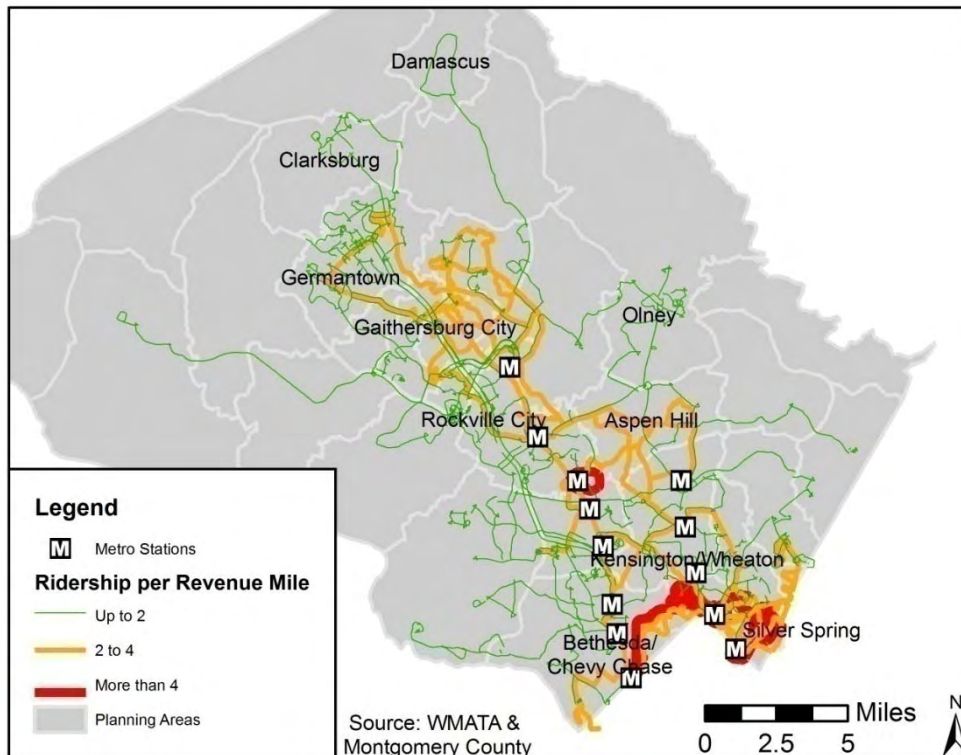 Damascus
Clarksburg
Germantown
Gaithersburg City
Olney
Rockville City
Aspen Hill
M
M
M
M
M
M
M
Kensington/Wheaton
M
M
M
M
M
Silver Spring
Bethesda/
Chevy Chase
M
Legend
M Metro Stations
Ridership per Revenue Mile
Up to 2
2 to 4
More than 4
Planning Areas
Source: WMATA &
Montgomery County
Miles
0 2.5 5
N